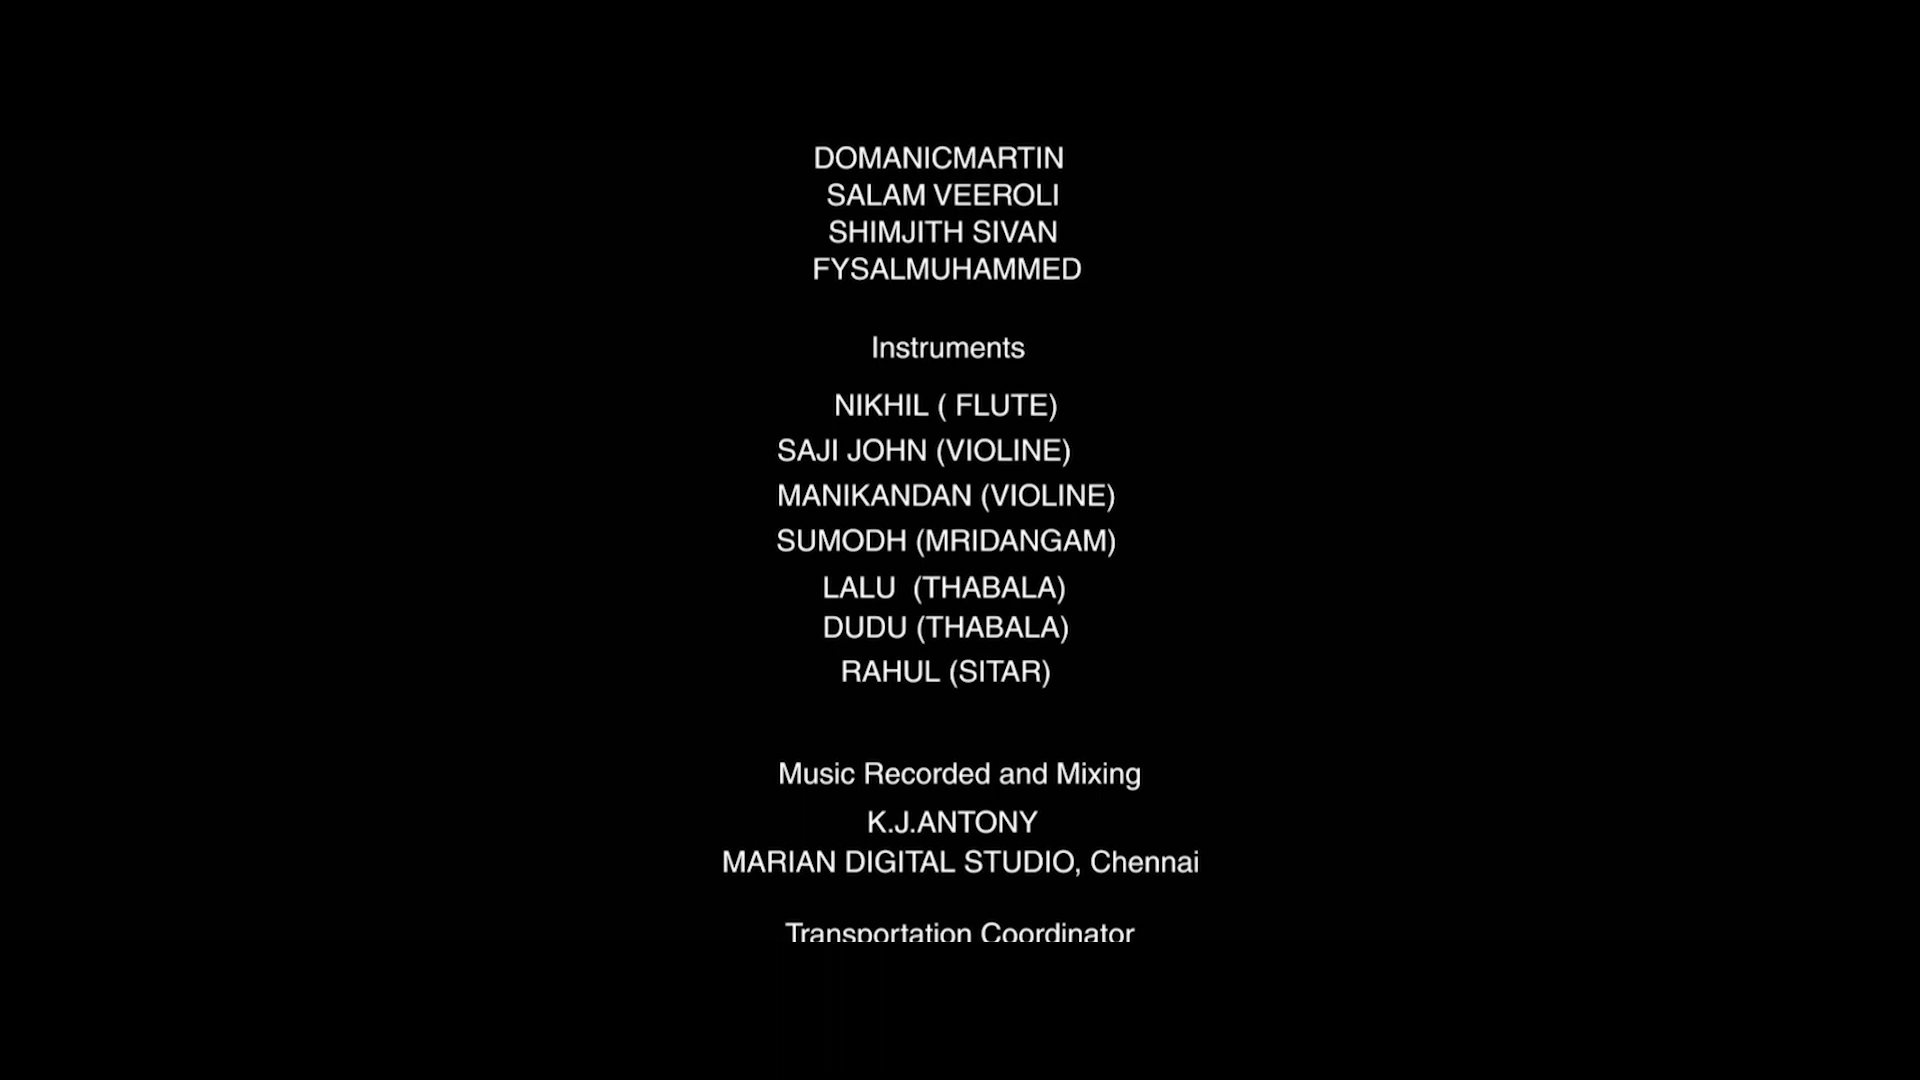 DOMANICMARTIN
SALAM VEEROLI
SHIMJITH SIVAN
FYSALMUHAMMED
Instruments
NIKHIL ( FLUTE)
SAJI JOHN (VIOLINE)
MANIKANDAN (VIOLINE)
SUMODH (MRIDANGAM)
LALU  (THABALA)
DUDU (THABALA)
RAHUL (SITAR)
Music Recorded and Mixing
K.J.ANTONY
MARIAN DIGITAL STUDIO, Chennai
Transportation Coordinator